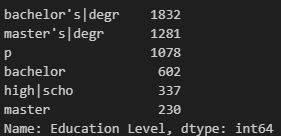 bachelor's|degr    1832
master's|degr      1281
p                  1078
bachelor            602
high|scho           337
master              230
Name: Education Level, dtype: int64